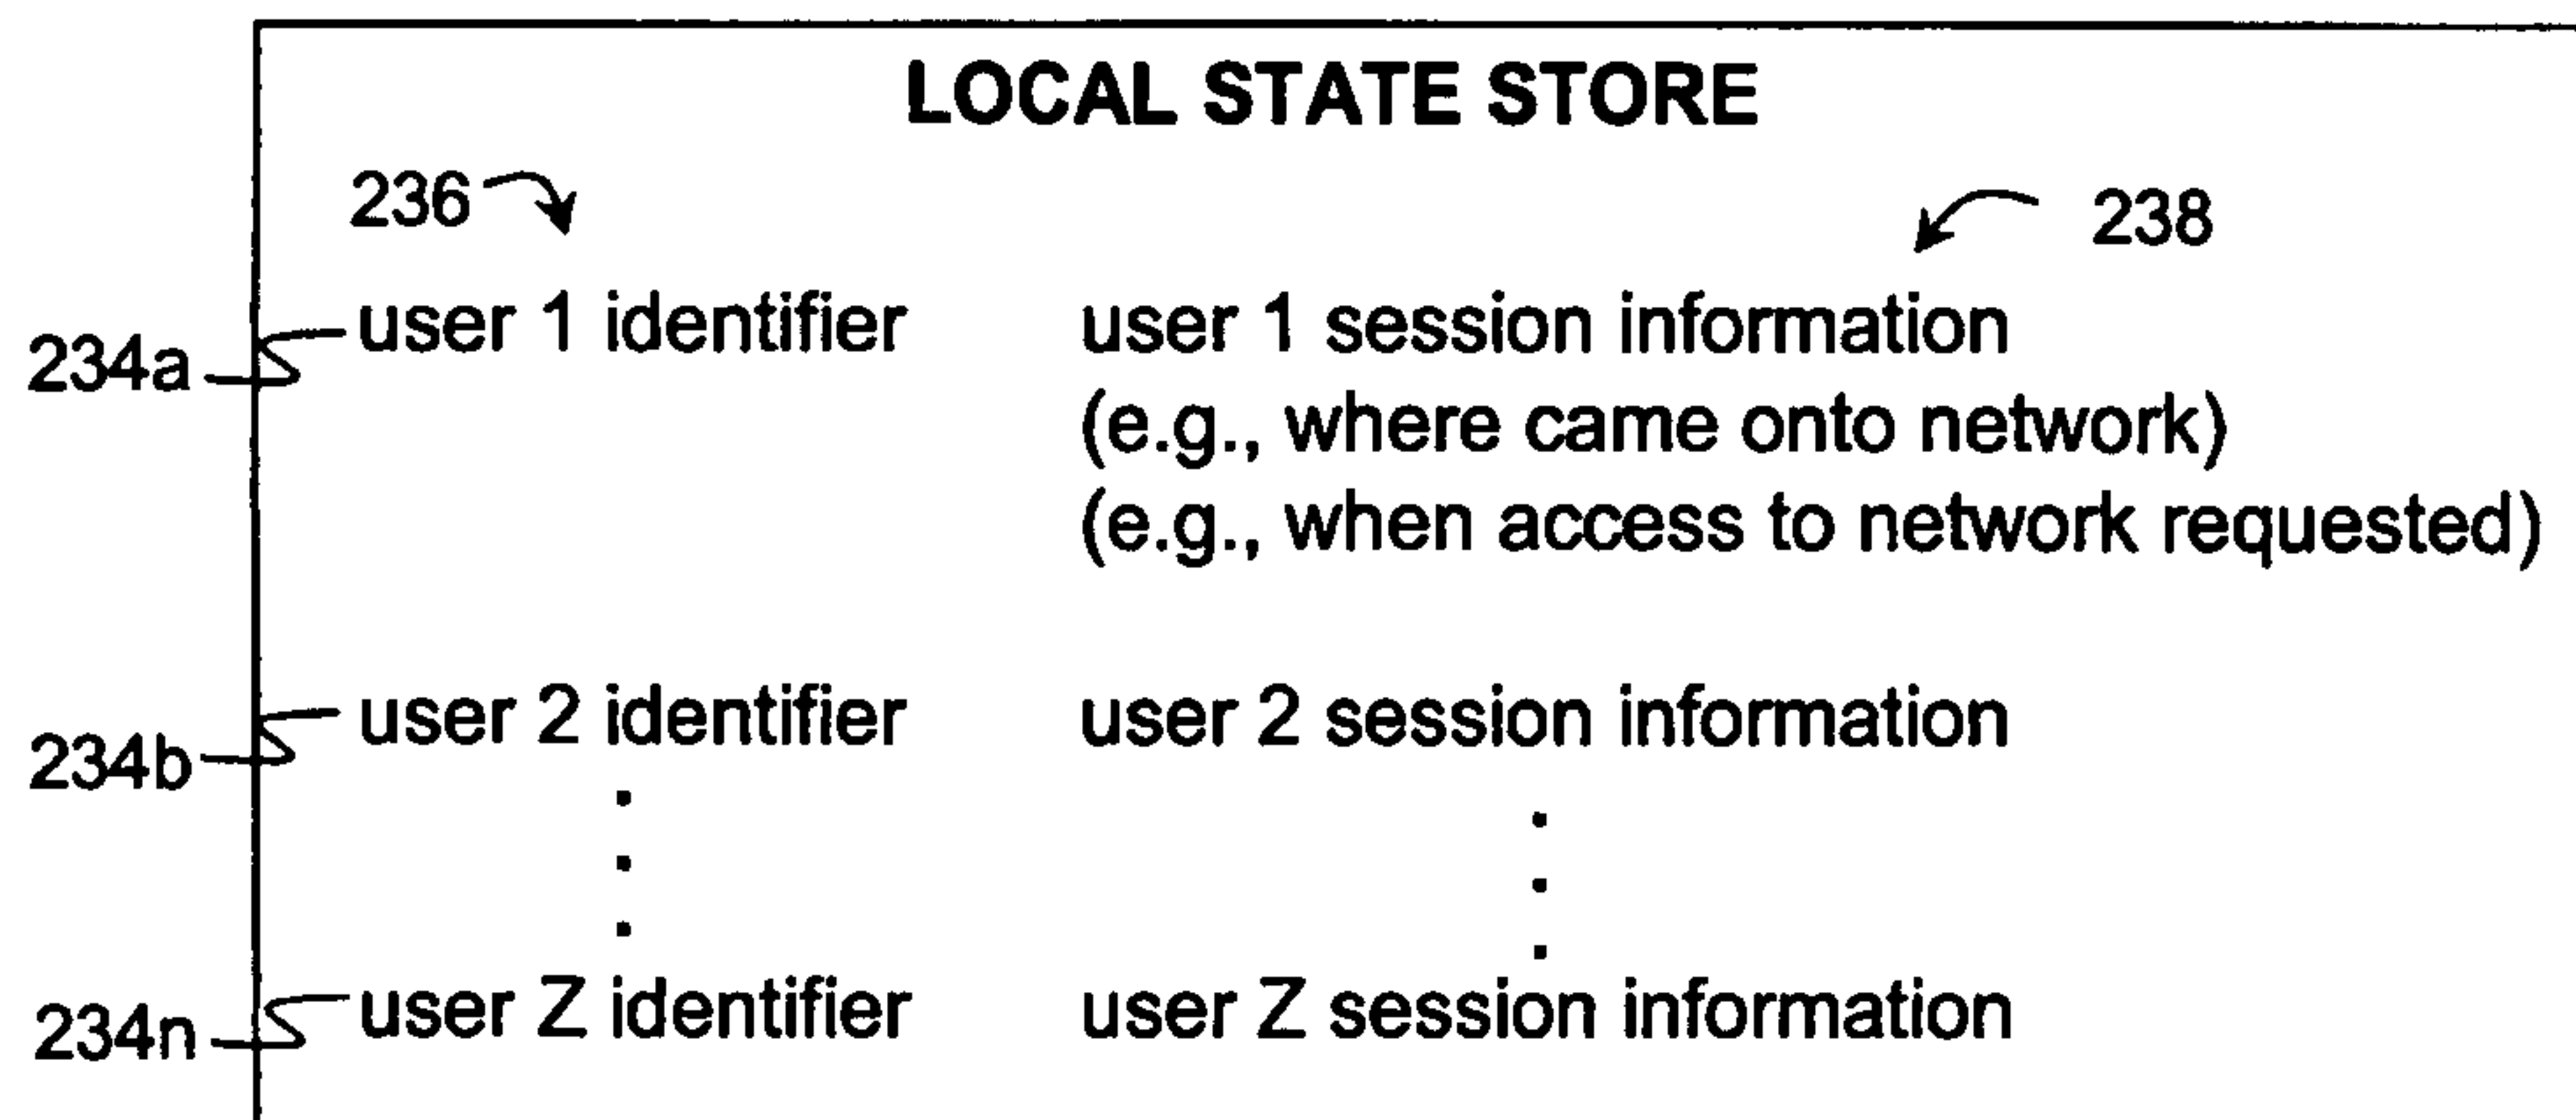 LOCAL STATE STORE
236 238
234a user 1 identifier user 1 session information
(e.g., where came onto network)
(e.g., when access to network requested)
234b user 2 identifier user 2 session information
234n user Z identifier user Z session information